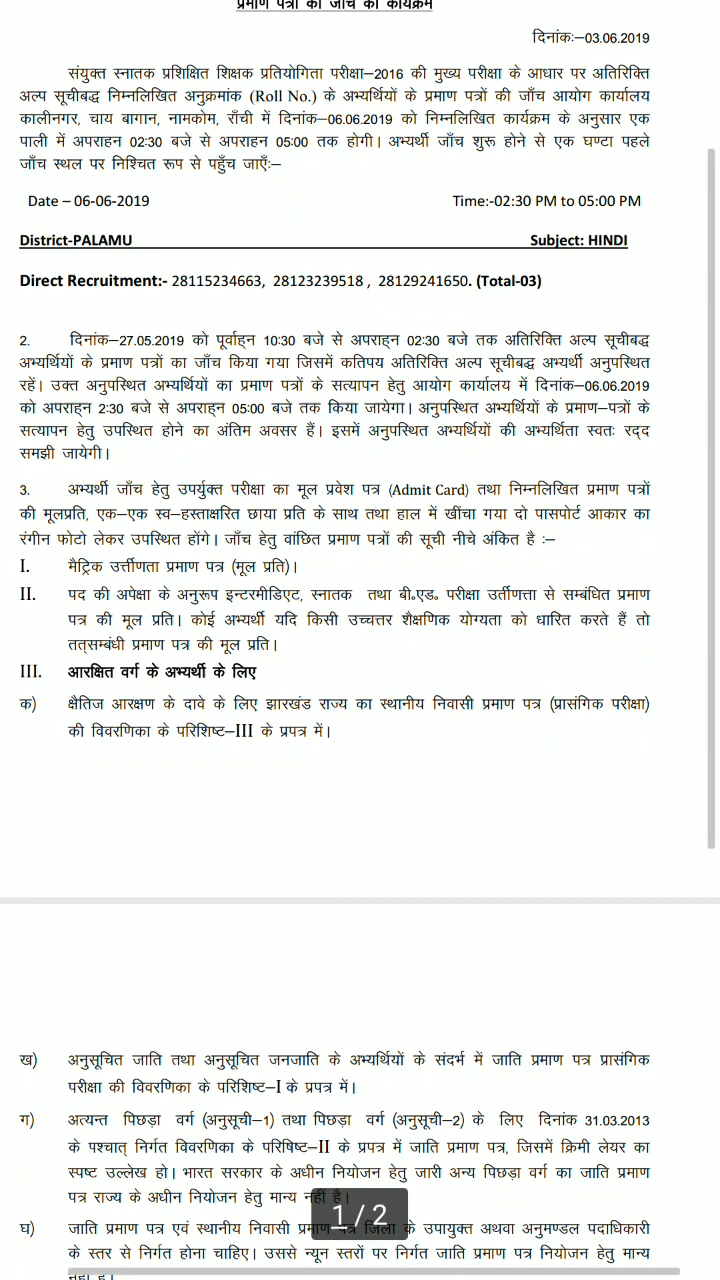 प्रमाण पत्रों की जाँच का कार्यक्रम
दिनांकः–03.06.2019
संयुक्त स्नातक प्रशिक्षित शिक्षक प्रतियोगिता परीक्षा–2016 की मुख्य परीक्षा के आधार पर अतिरिक्ति
अल्प सूचीबद्ध निम्नलिखित अनुक्रमांक (Roll No.) के अभ्यर्थियों के प्रमाण पत्रों की जाँच आयोग कार्यालय
कालीनगर, चाय बागान, नामकोम, राँची में दिनांक–06.06.2019 को निम्नलिखित कार्यक्रम के अनुसार एक
पाली में अपराहन 02:30 बजे से अपराहन 05:00 तक होगी। अभ्यर्थी जाँच शुरू होने से एक घण्टा पहले
जाँच स्थल पर निश्चित रूप से पहुँच जाएँः–
Date – 06-06-2019 Time:-02:30 PM to 05:00 PM
District-PALAMU Subject: HINDI
Direct Recruitment:- 28115234663, 28123239518 , 28129241650. (Total-03)
2. दिनांक–27.05.2019 को पूर्वाह्न 10:30 बजे से अपराह्न 02:30 बजे तक अतिरिक्ति अल्प सूचीबद्ध
अभ्यर्थियों के प्रमाण पत्रों का जाँच किया गया जिसमें कतिपय अतिरिक्ति अल्प सूचीबद्ध अभ्यर्थी अनुपस्थित
रहें। उक्त अनुपस्थित अभ्यर्थियों का प्रमाण पत्रों के सत्यापन हेतु आयोग कार्यालय में दिनांक–06.06.2019
को अपराहन 2:30 बजे से अपराहन 05:00 बजे तक किया जायेगा। अनुपस्थित अभ्यर्थियों के प्रमाण–पत्रों के
सत्यापन हेतु उपस्थित होने का अंतिम अवसर हैं। इसमें अनुपस्थित अभ्यर्थियों की अभ्यर्थिता स्वतः रद्द
समझी जायेगी।
3. अभ्यर्थी जाँच हेतु उपर्युक्त परीक्षा का मूल प्रवेश पत्र (Admit Card) तथा निम्नलिखित प्रमाण पत्रों
की मूलप्रति, एक–एक स्व–हस्ताक्षरित छाया प्रति के साथ तथा हाल में खींचा गया दो पासपोर्ट आकार का
रंगीन फोटो लेकर उपस्थित होंगे। जाँच हेतु वांछित प्रमाण पत्रों की सूची नीचे अंकित है :–
I. मैट्रिक उर्त्तीणता प्रमाण पत्र (मूल प्रति)।
II. पद की अपेक्षा के अनुरूप इन्टरमीडिएट, स्नातक तथा बी०एड० परीक्षा उर्तीणत्ता से सम्बंधित प्रमाण
पत्र की मूल प्रति। कोई अभ्यर्थी यदि किसी उच्चत्तर शैक्षणिक योग्यता को धारित करते हैं तो
तत्सम्बंधी प्रमाण पत्र की मूल प्रति।
III. आरक्षित वर्ग के अभ्यर्थी के लिए
क) क्षैतिज आरक्षण के दावे के लिए झारखंड राज्य का स्थानीय निवासी प्रमाण पत्र (प्रासंगिक परीक्षा)
की विवरणिका के परिशिष्ट–III के प्रपत्र में।
ख) अनुसूचित जाति तथा अनुसूचित जनजाति के अभ्यर्थियों के संदर्भ में जाति प्रमाण पत्र प्रासंगिक
परीक्षा की विवरणिका के परिशिष्ट–I के प्रपत्र में।
ग) अत्यन्त पिछड़ा वर्ग (अनुसूची–1) तथा पिछड़ा वर्ग (अनुसूची–2) के लिए दिनांक 31.03.2013
के पश्चात् निर्गत विवरणिका के परिषिष्ट–II के प्रपत्र में जाति प्रमाण पत्र, जिसमें क्रिमी लेयर का
स्पष्ट उल्लेख हो। भारत सरकार के अधीन नियोजन हेतु जारी अन्य पिछड़ा वर्ग का जाति प्रमाण
पत्र राज्य के अधीन नियोजन हेतु मान्य नहीं है।
1 / 2
घ) जाति प्रमाण पत्र एवं स्थानीय निवासी प्रमाण पत्र जिला के उपायुक्त अथवा अनुमण्डल पदाधिकारी
के स्तर से निर्गत होना चाहिए। उससे न्यून स्तरों पर निर्गत जाति प्रमाण पत्र नियोजन हेतु मान्य
नहीं है।